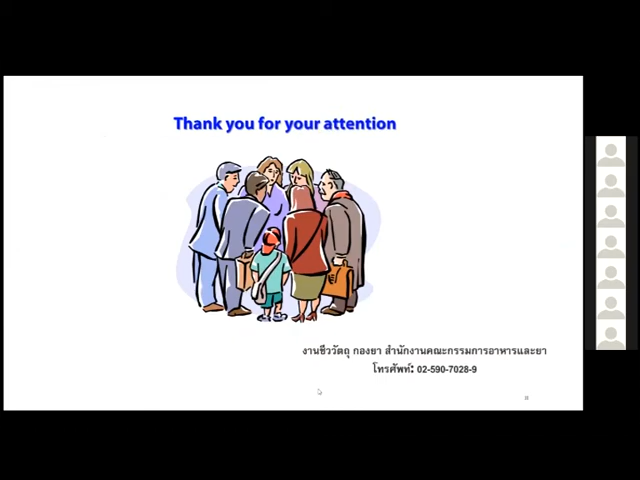 Thank you for your attention
งานชีววัตถุ กองยา สำนักงานคณะกรรมการอาหารและยา
โทรศัพท์: 02-590-7028-9